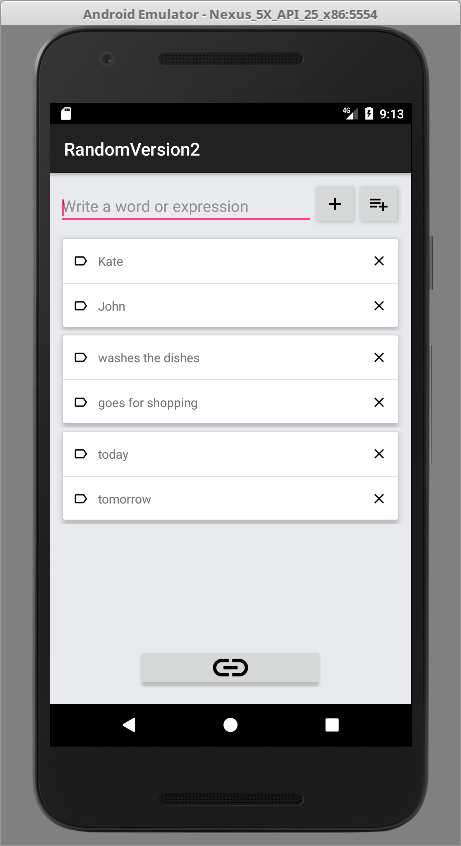 Android Emulator - Nexus_5X_API_25_x86:5554
4G 9:13
RandomVersion2
Write a word or expression
Kate
John
washes the dishes
goes for shopping
today
tomorrow